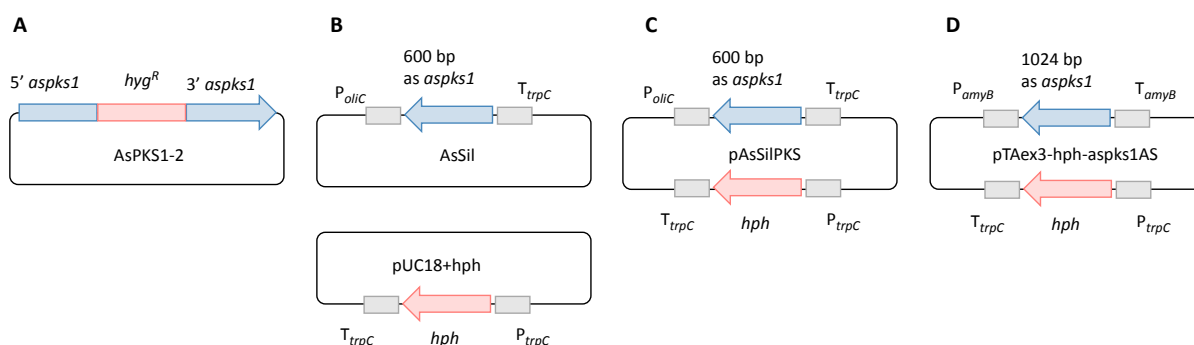 A
5' aspks1
hygR
3' aspks1
AsPKS1-2
B
600 bp
as aspks1
PoliC
TtrpC
AsSil
pUC18+hph
TtrpC
hph
PtrpC
C
600 bp
as aspks1
PoliC
TtrpC
pAsSilPKS
TtrpC
hph
PtrpC
D
1024 bp
as aspks1
PamyB
TamyB
pTAex3-hph-aspks1AS
TtrpC
hph
PtrpC